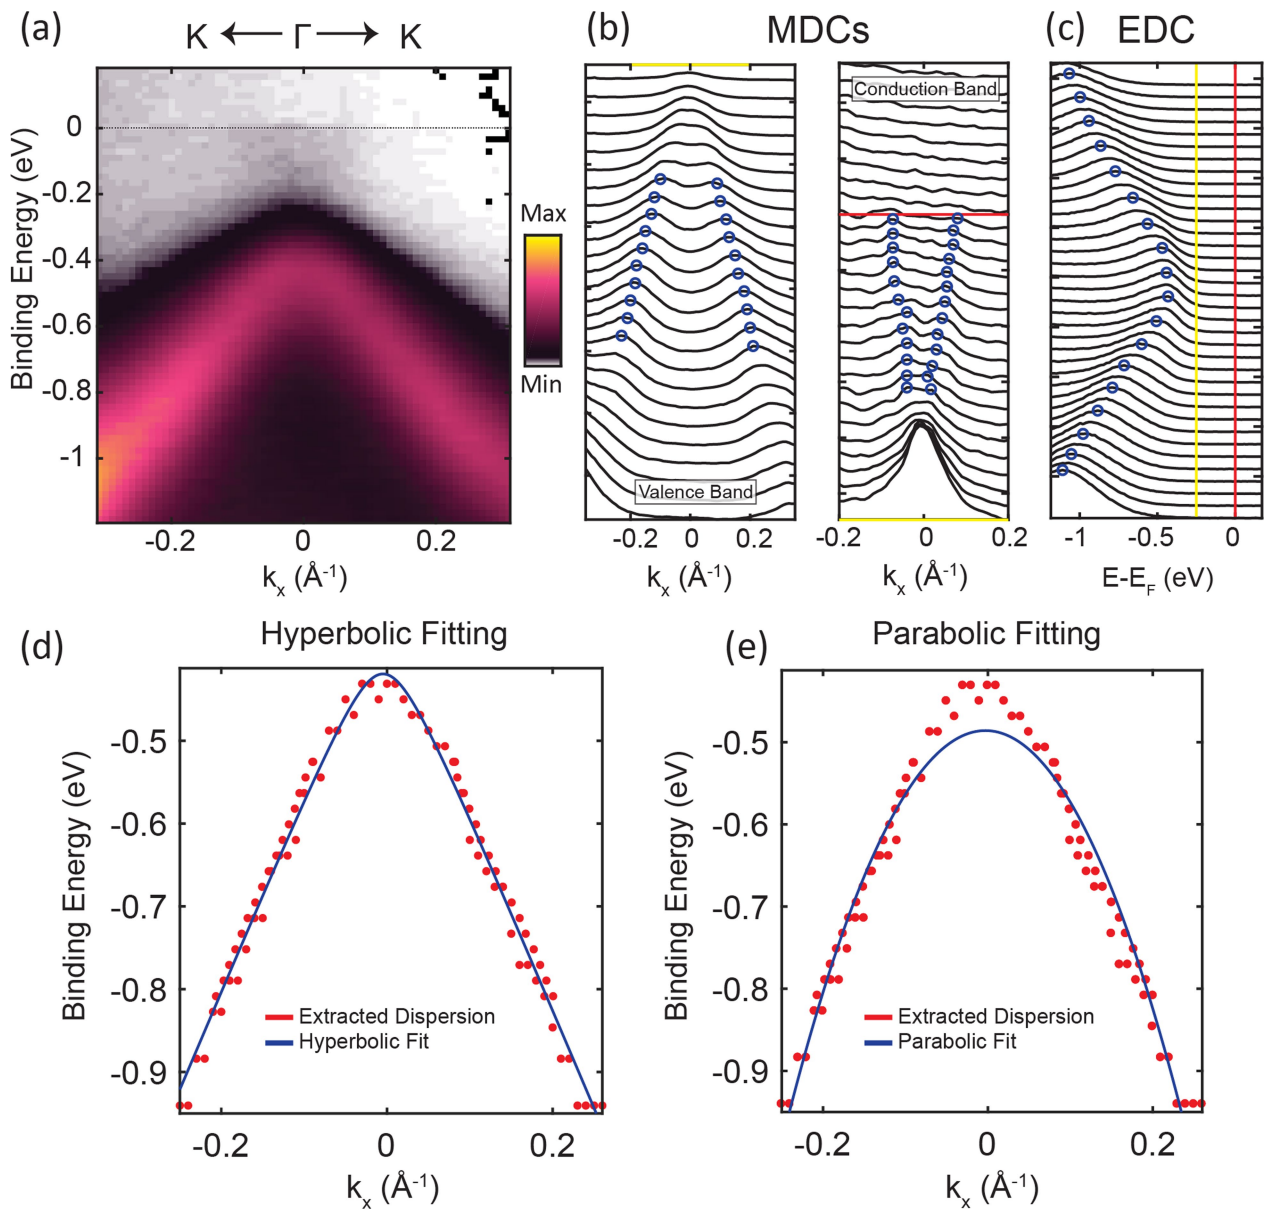 (a)
K ← Γ → K
Binding Energy (eV)
0
-0.2
-0.4
-0.6
-0.8
-1
-0.2 0 0.2
kx (Å-1)
Max
Min
(b) MDCs
Valence Band
-0.2 0 0.2
kx (Å-1)
Conduction Band
-0.2 0 0.2
kx (Å-1)
(c) EDC
-1 -0.5 0
E-EF (eV)
(d) Hyperbolic Fitting
Binding Energy (eV)
-0.5
-0.6
-0.7
-0.8
-0.9
Extracted Dispersion
Hyperbolic Fit
-0.2 0 0.2
kx (Å-1)
(e) Parabolic Fitting
Binding Energy (eV)
-0.5
-0.6
-0.7
-0.8
-0.9
Extracted Dispersion
Parabolic Fit
-0.2 0 0.2
kx (Å-1)